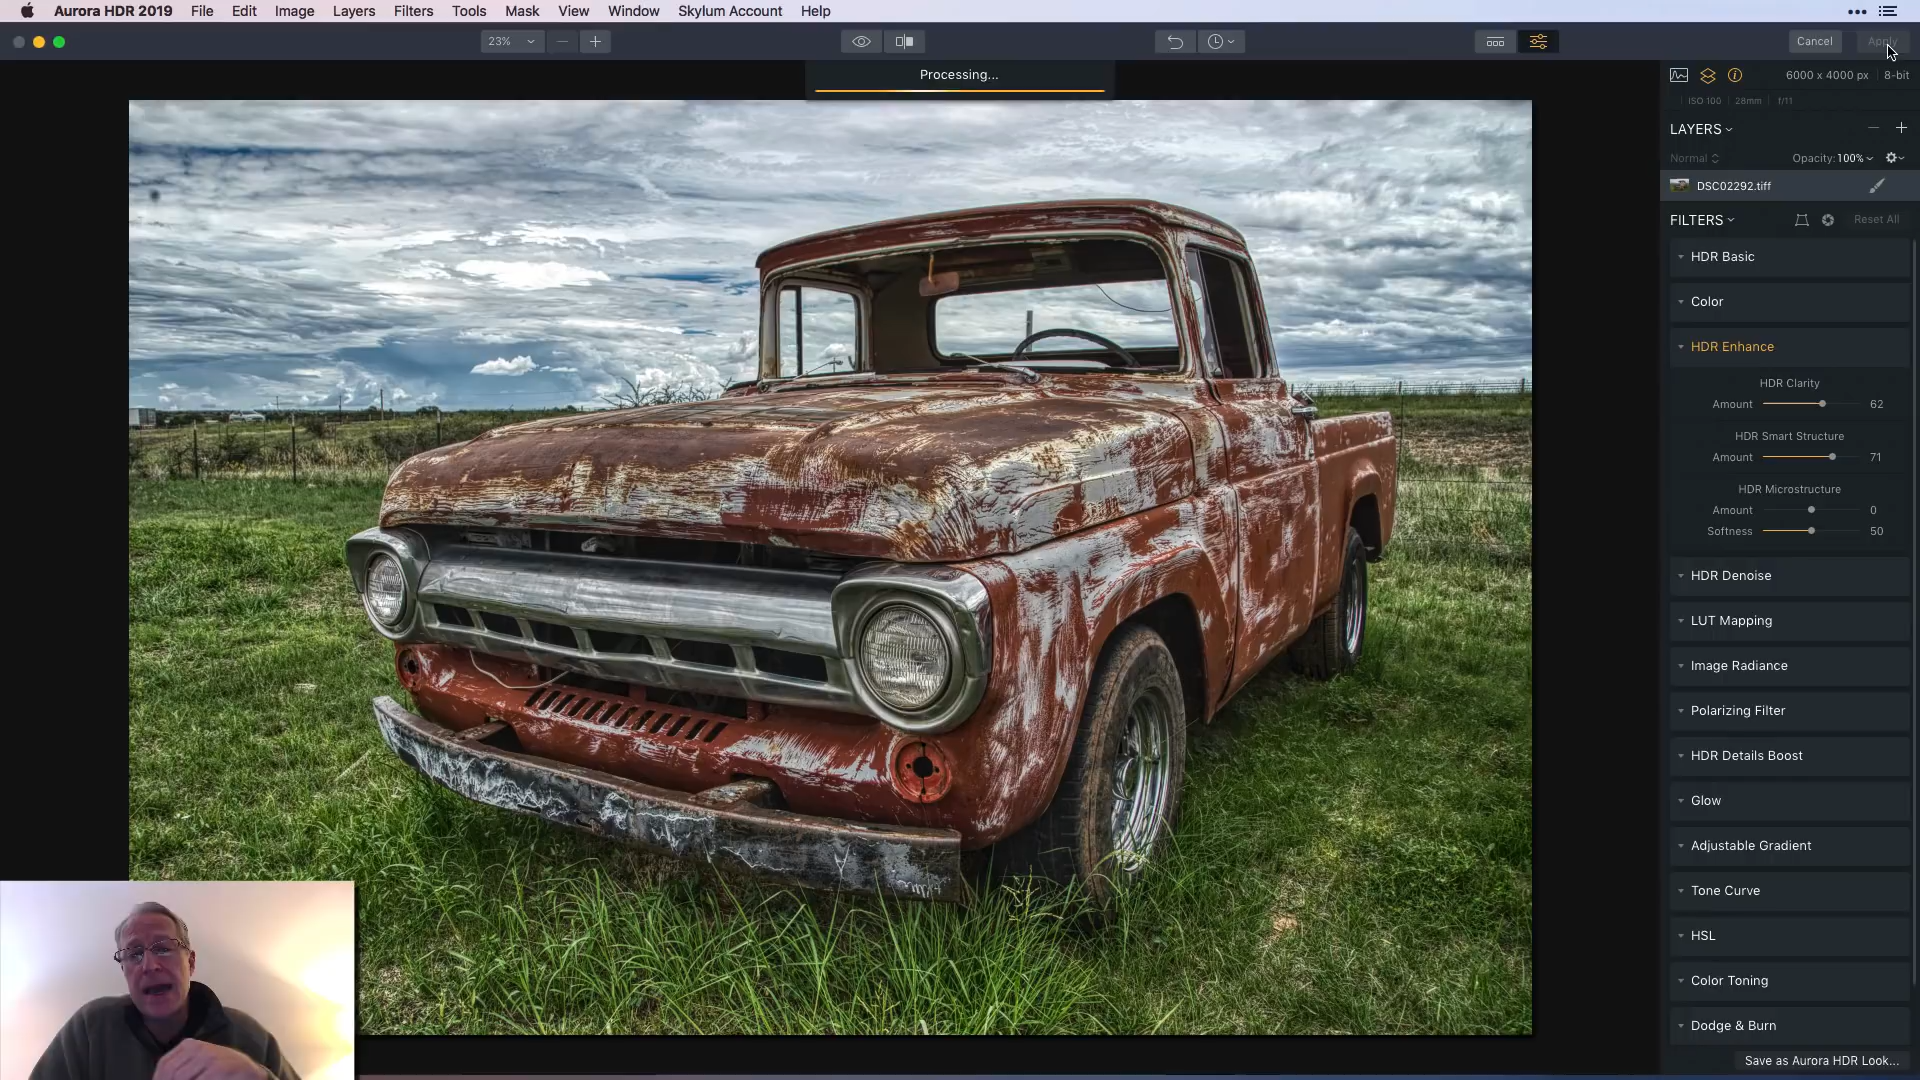 Aurora HDR 2019 File Edit Image Layers Filters Tools Mask View Window Skylum Account Help
23%
Cancel Apply
Processing...
6000 x 4000 px 8-bit
ISO 100 28mm f/11
LAYERS
Normal Opacity: 100%
DSC02292.tiff
FILTERS Reset All
HDR Basic
Color
HDR Enhance
HDR Clarity
Amount 62
HDR Smart Structure
Amount 71
HDR Microstructure
Amount 0
Softness 50
HDR Denoise
LUT Mapping
Image Radiance
Polarizing Filter
HDR Details Boost
Glow
Adjustable Gradient
Tone Curve
HSL
Color Toning
Dodge & Burn
Save as Aurora HDR Look...